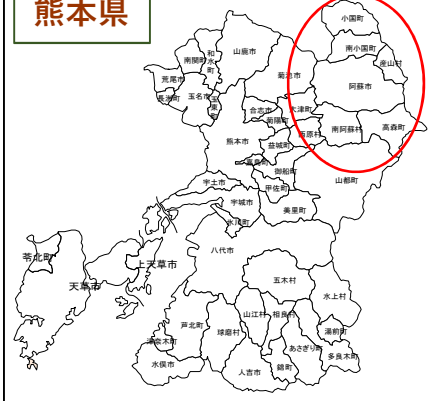 熊本県
小国町
南小国町
産山村
阿蘇市
高森町
南阿蘇村
山鹿市
和水町
南関町
荒尾市
長洲町
玉名市
玉東町
菊池市
合志市
大津町
菊陽町
西原村
熊本市
益城町
嘉島町
御船町
山都町
甲佐町
宇土市
宇城市
美里町
氷川町
八代市
上天草市
苓北町
天草市
五木村
水上村
山江村
相良村
湯前町
芦北町
球磨村
あさぎり町
多良木町
津奈木町
水俣市
錦町
人吉市